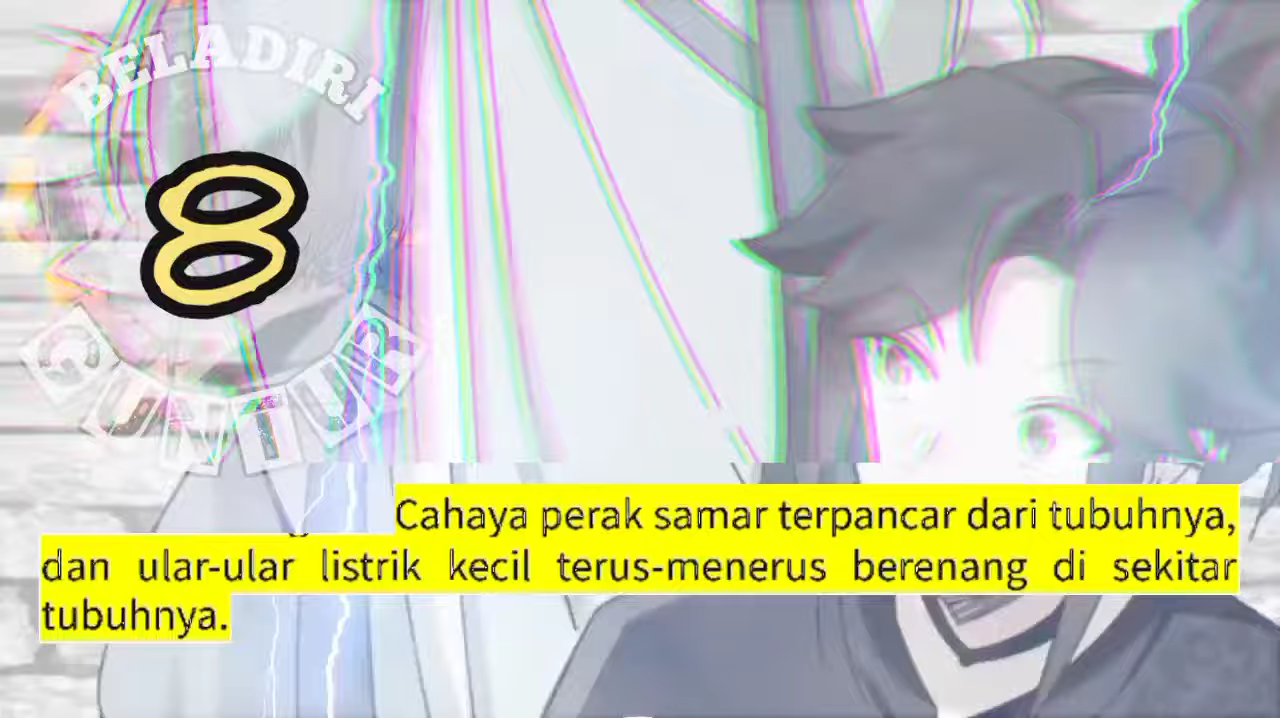 BELADIRI
8
GUNTUR
Cahaya perak samar terpancar dari tubuhnya,
dan ular-ular listrik kecil terus-menerus berenang di sekitar
tubuhnya.